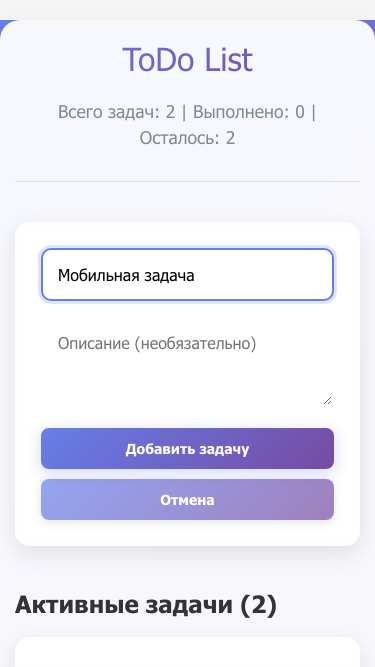 ToDo List
Всего задач: 2 | Выполнено: 0 |
Осталось: 2
Мобильная задача
Описание (необязательно)
Добавить задачу
Отмена
Активные задачи (2)